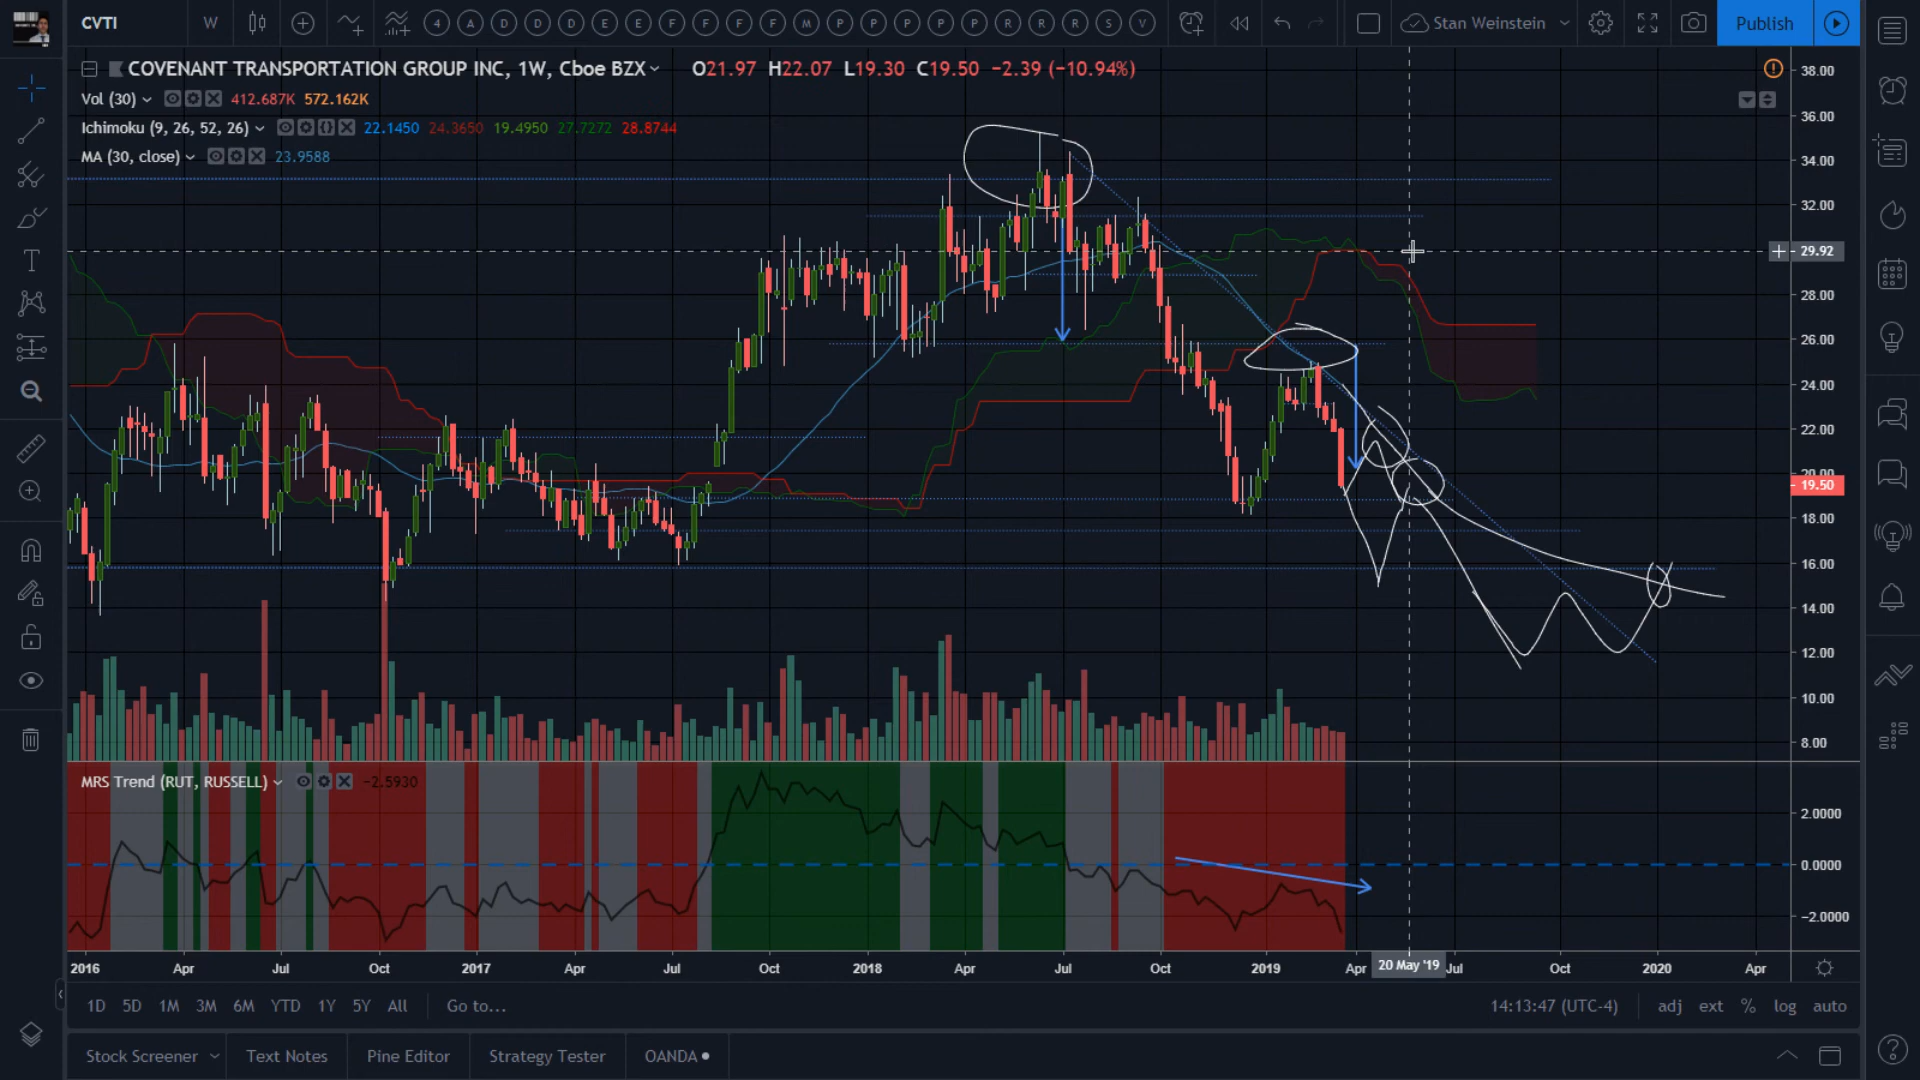 CVTI W 4 A D D D E E F F F F M P P P P P R R R S V Stan Weinstein Publish
COVENANT TRANSPORTATION GROUP INC, 1W, Cboe BZX O21.97 H22.07 L19.30 C19.50 −2.39 (−10.94%)
Vol (30) 412.687K 572.162K
Ichimoku (9, 26, 52, 26) 22.1450 24.3650 19.4950 27.7272 28.8744
MA (30, close) 23.9588
38.00
36.00
34.00
32.00
29.92
28.00
26.00
24.00
22.00
20.00
19.50
18.00
16.00
14.00
12.00
10.00
8.00
MRS Trend (RUT, RUSSELL) −2.5930
2.0000
0.0000
−2.0000
2016 Apr Jul Oct 2017 Apr Jul Oct 2018 Apr Jul Oct 2019 Apr 20 May '19 Jul Oct 2020 Apr
1D 5D 1M 3M 6M YTD 1Y 5Y All Go to... 14:13:47 (UTC-4) adj ext % log auto
Stock Screener Text Notes Pine Editor Strategy Tester OANDA